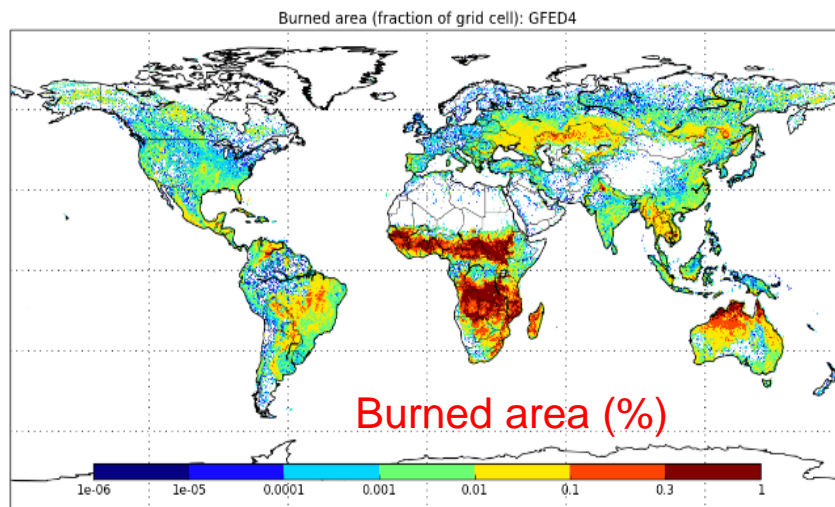 Burned area (fraction of grid cell): GFED4
Burned area (%)
1e-06 1e-05 0.0001 0.001 0.01 0.1 0.3 1